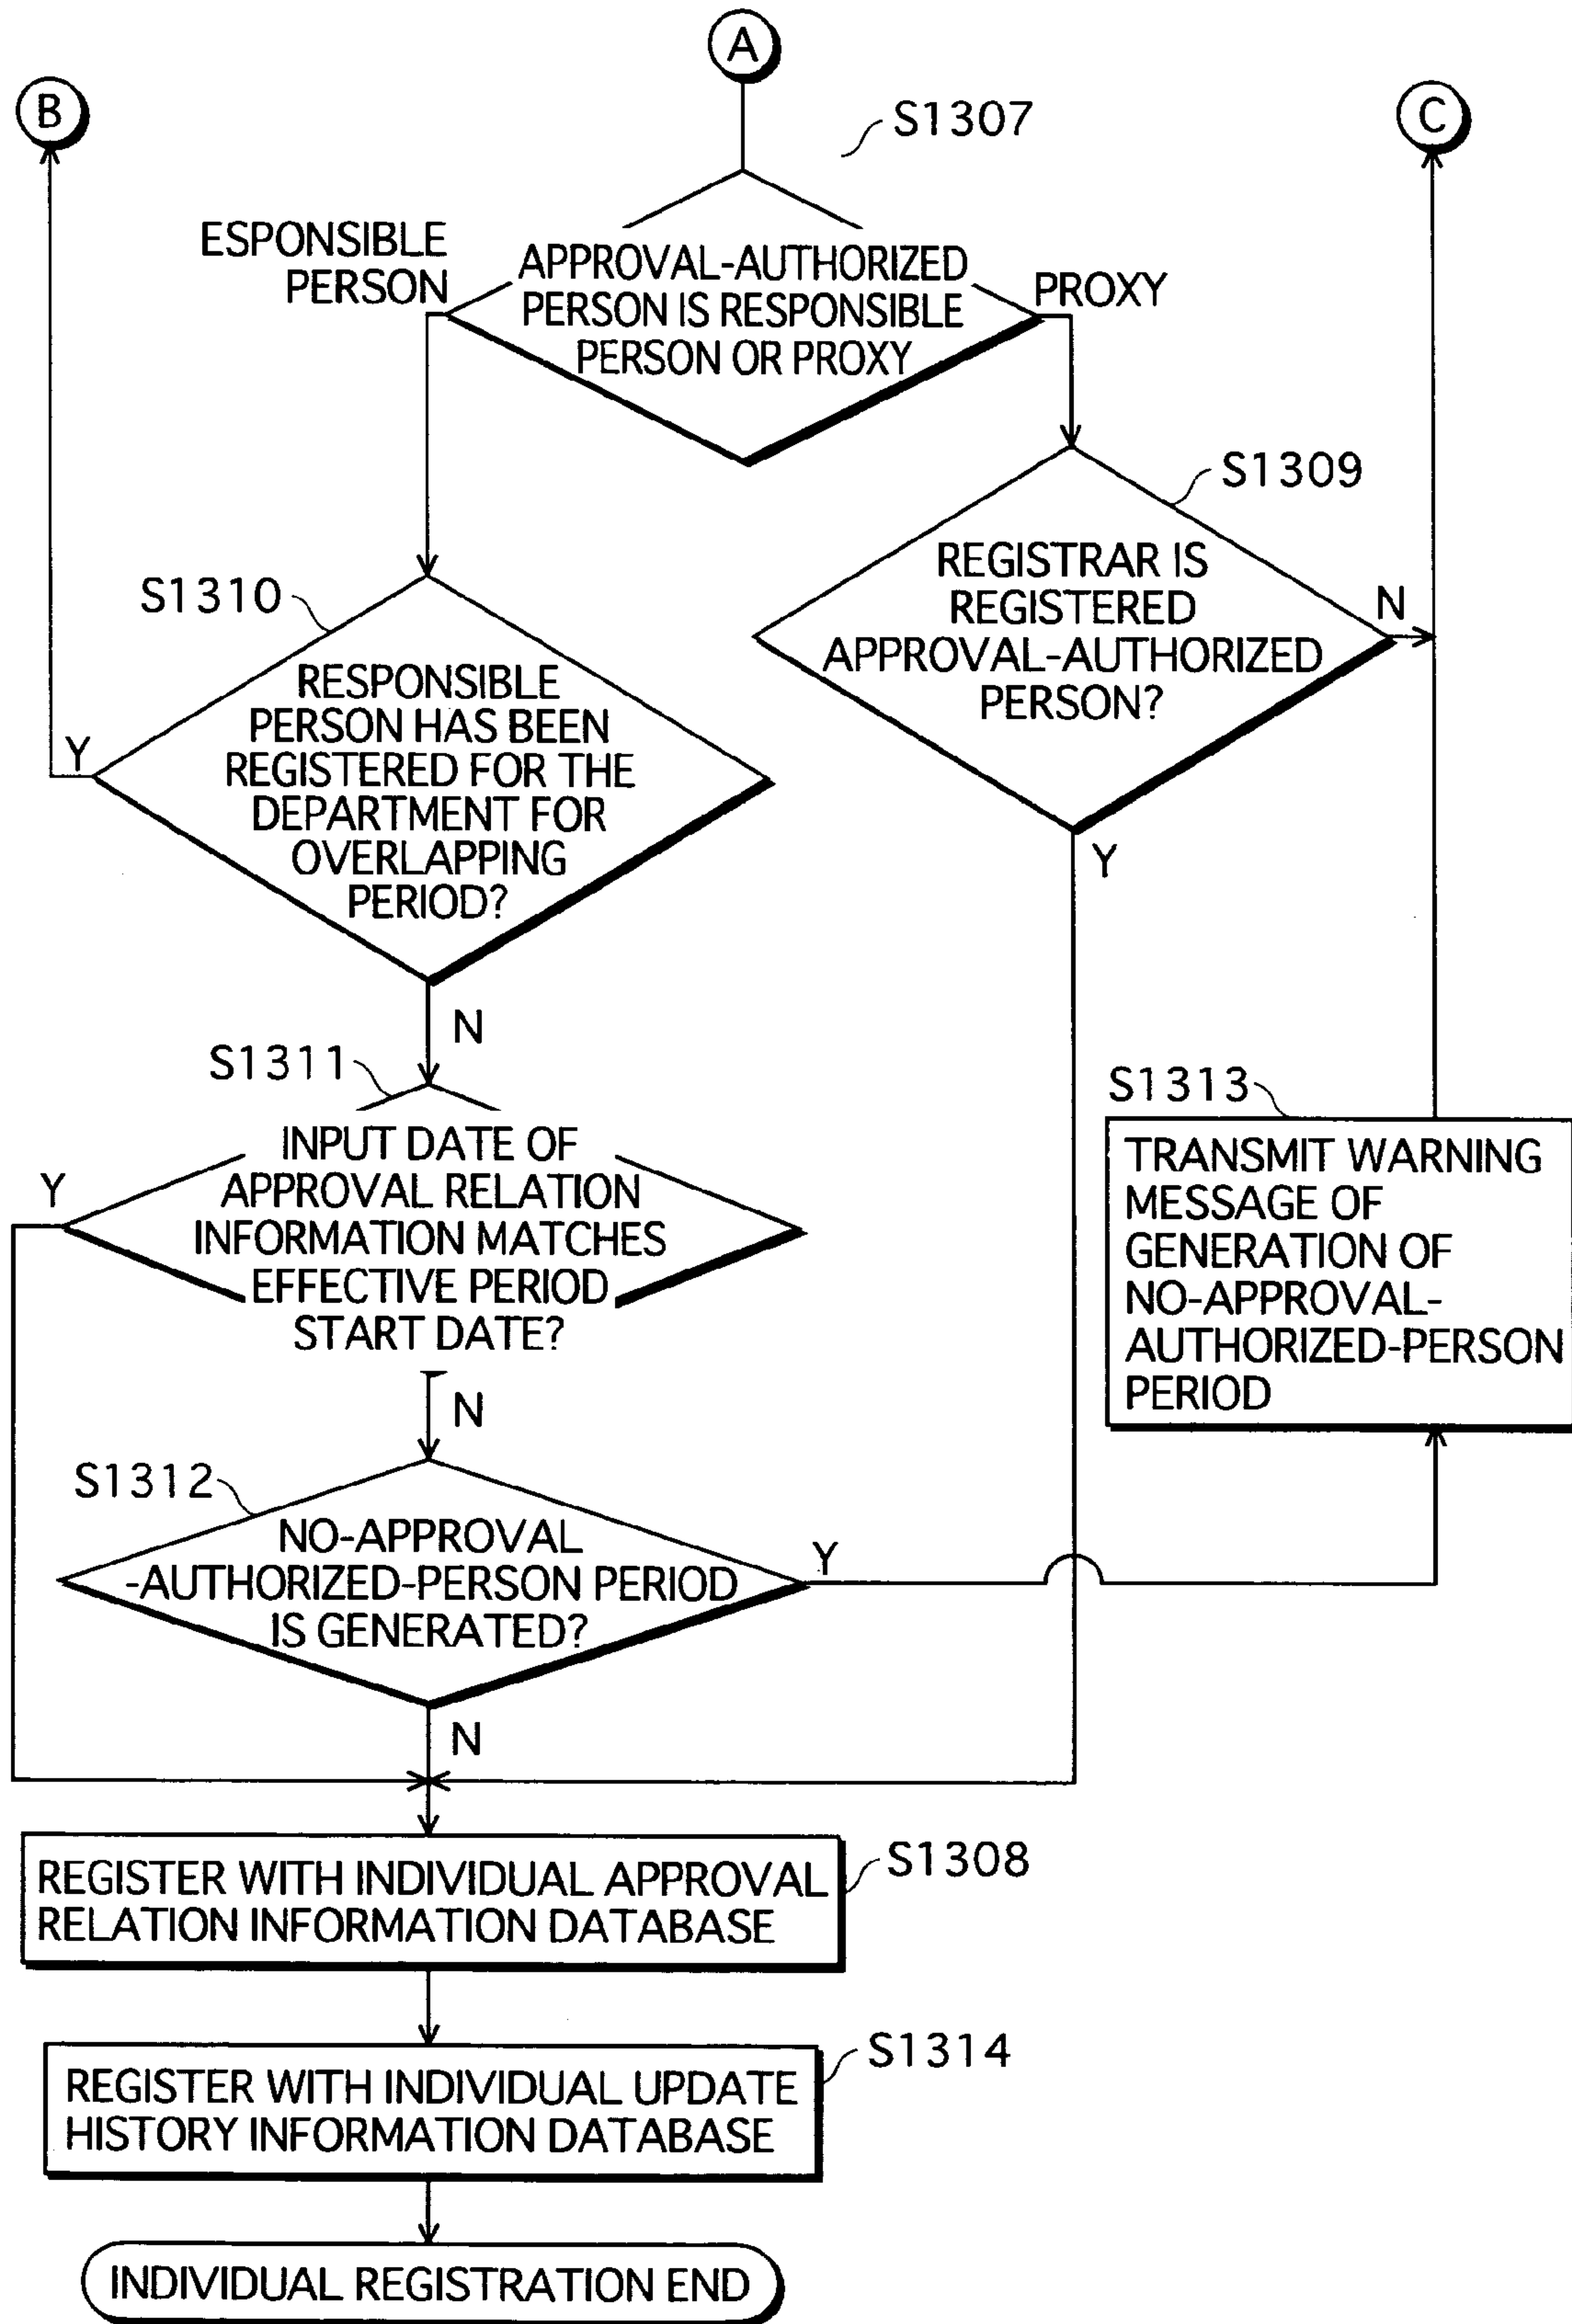 A
B
C
S1307
ESPONSIBLE
PERSON
APPROVAL-AUTHORIZED
PERSON IS RESPONSIBLE
PERSON OR PROXY
PROXY
S1309
REGISTRAR IS
REGISTERED
APPROVAL-AUTHORIZED
PERSON?
N
Y
S1310
RESPONSIBLE
PERSON HAS BEEN
REGISTERED FOR THE
DEPARTMENT FOR
OVERLAPPING
PERIOD?
Y
N
S1311
INPUT DATE OF
APPROVAL RELATION
INFORMATION MATCHES
EFFECTIVE PERIOD
START DATE?
Y
N
S1313
TRANSMIT WARNING
MESSAGE OF
GENERATION OF
NO-APPROVAL-
AUTHORIZED-PERSON
PERIOD
S1312
NO-APPROVAL
-AUTHORIZED-PERSON PERIOD
IS GENERATED?
Y
N
S1308
REGISTER WITH INDIVIDUAL APPROVAL
RELATION INFORMATION DATABASE
S1314
REGISTER WITH INDIVIDUAL UPDATE
HISTORY INFORMATION DATABASE
INDIVIDUAL REGISTRATION END